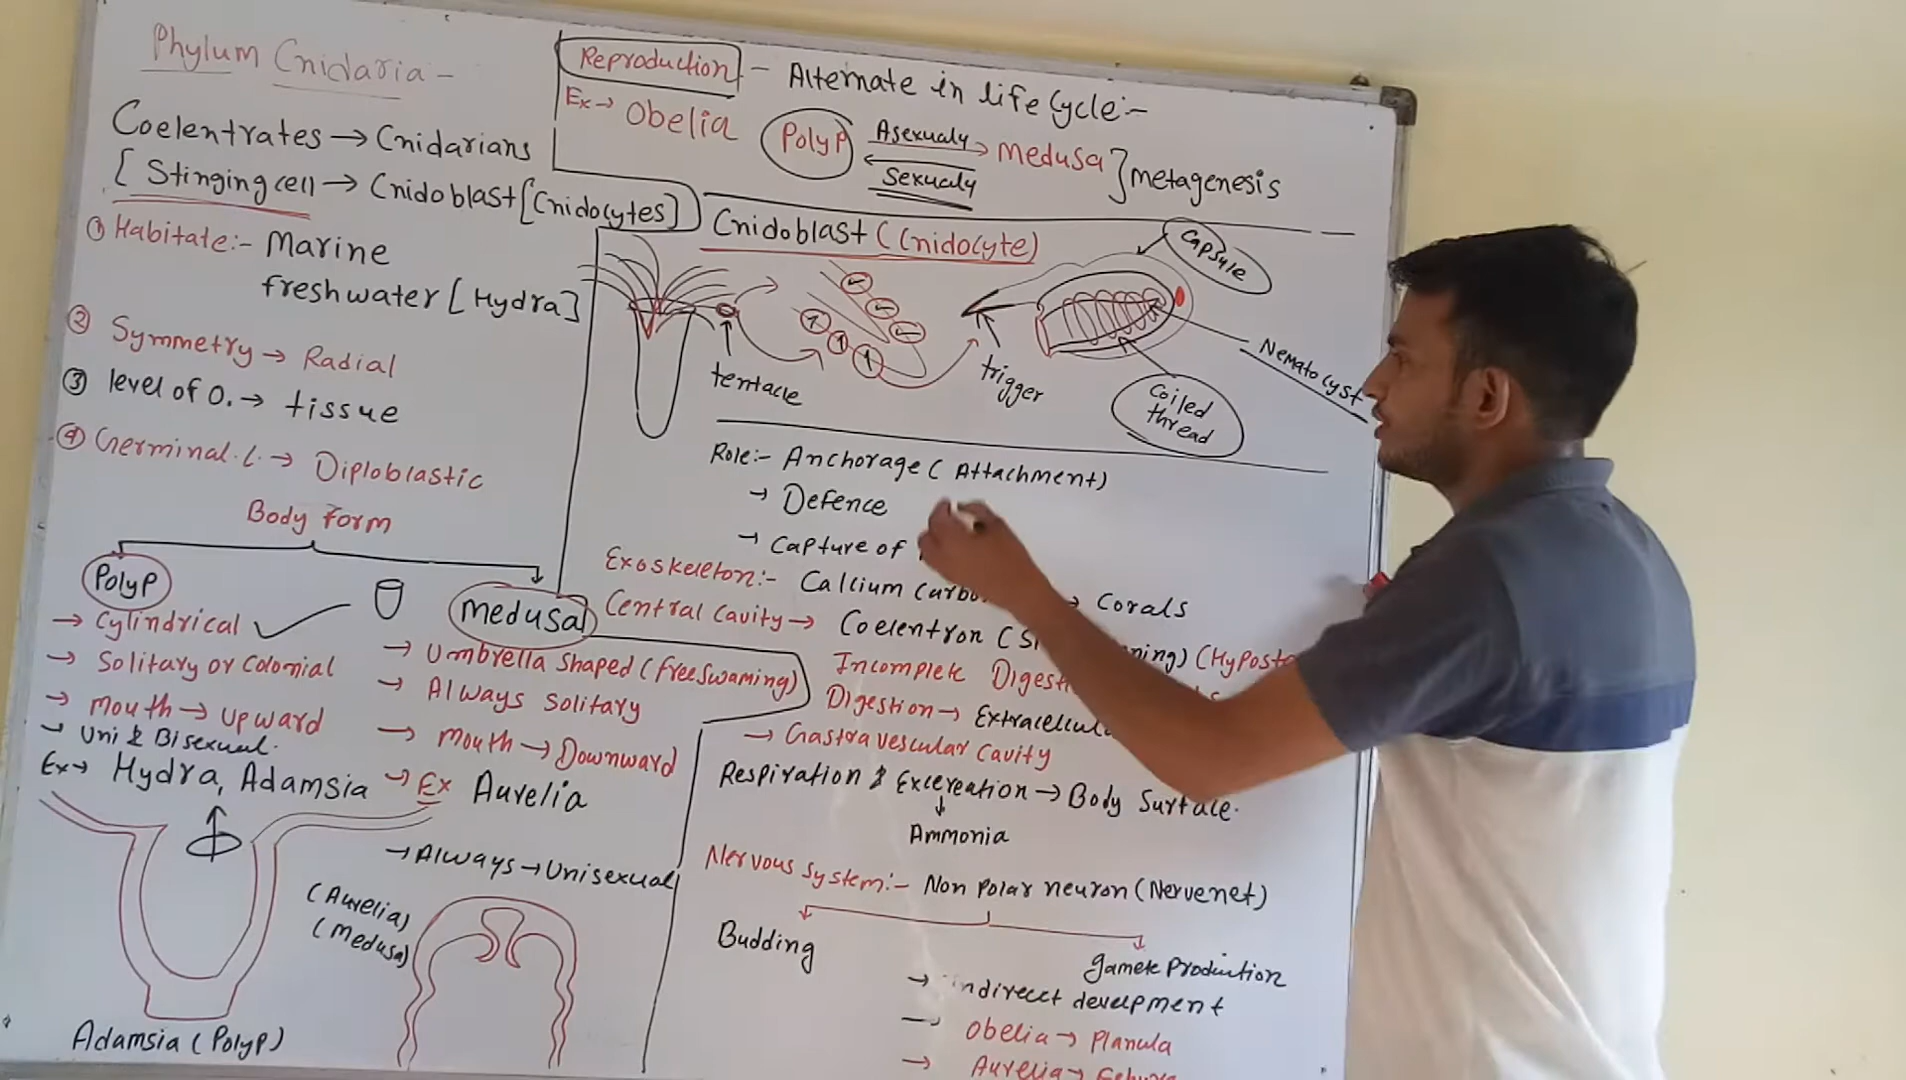 Phylum Cnidaria -
Coelentrates → Cnidarians
[ Stinging cell → Cnidoblast [Cnidocytes]
① Habitate:- Marine
freshwater [Hydra]
② Symmetry → Radial
③ level of O. → tissue
④ Germinal. L. → Diploblastic
Body form
Polyp
→ Cylindrical
→ Solitary or Colonial
→ Mouth → Upward
→ Uni & Bisexual.
Ex → Hydra, Adamsia
Adamsia (Polyp)
Medusa
→ Umbrella shaped (free swaming)
→ Always solitary
→ Mouth → Downward
→ Ex Aurelia
→ Always → Unisexual
(Aurelia)
(Medusa)
Reproduction - Alternate in life Cycle:-
Ex → Obelia
Polyp Asexualy → Medusa } metagenesis
Sexualy
Cnidoblast (Cnidocyte)
Capsule
tentacle
trigger
Nematocyst
Coiled
thread
Role:- Anchorage ( Attachment)
→ Defence
→ Capture of
Exoskeleton:- Calcium → Corals
Central Cavity → Coelentron (
Incomplete
Digestion →
→ Gastravescular Cavity
Respiration & Excereation → Body Surface.
Ammonia
Nervous system:- Non polar neuron (Nervenet)
Budding
gamete Production
→ indirecct develpment
→ Obelia → Planula
→ Aurelia →